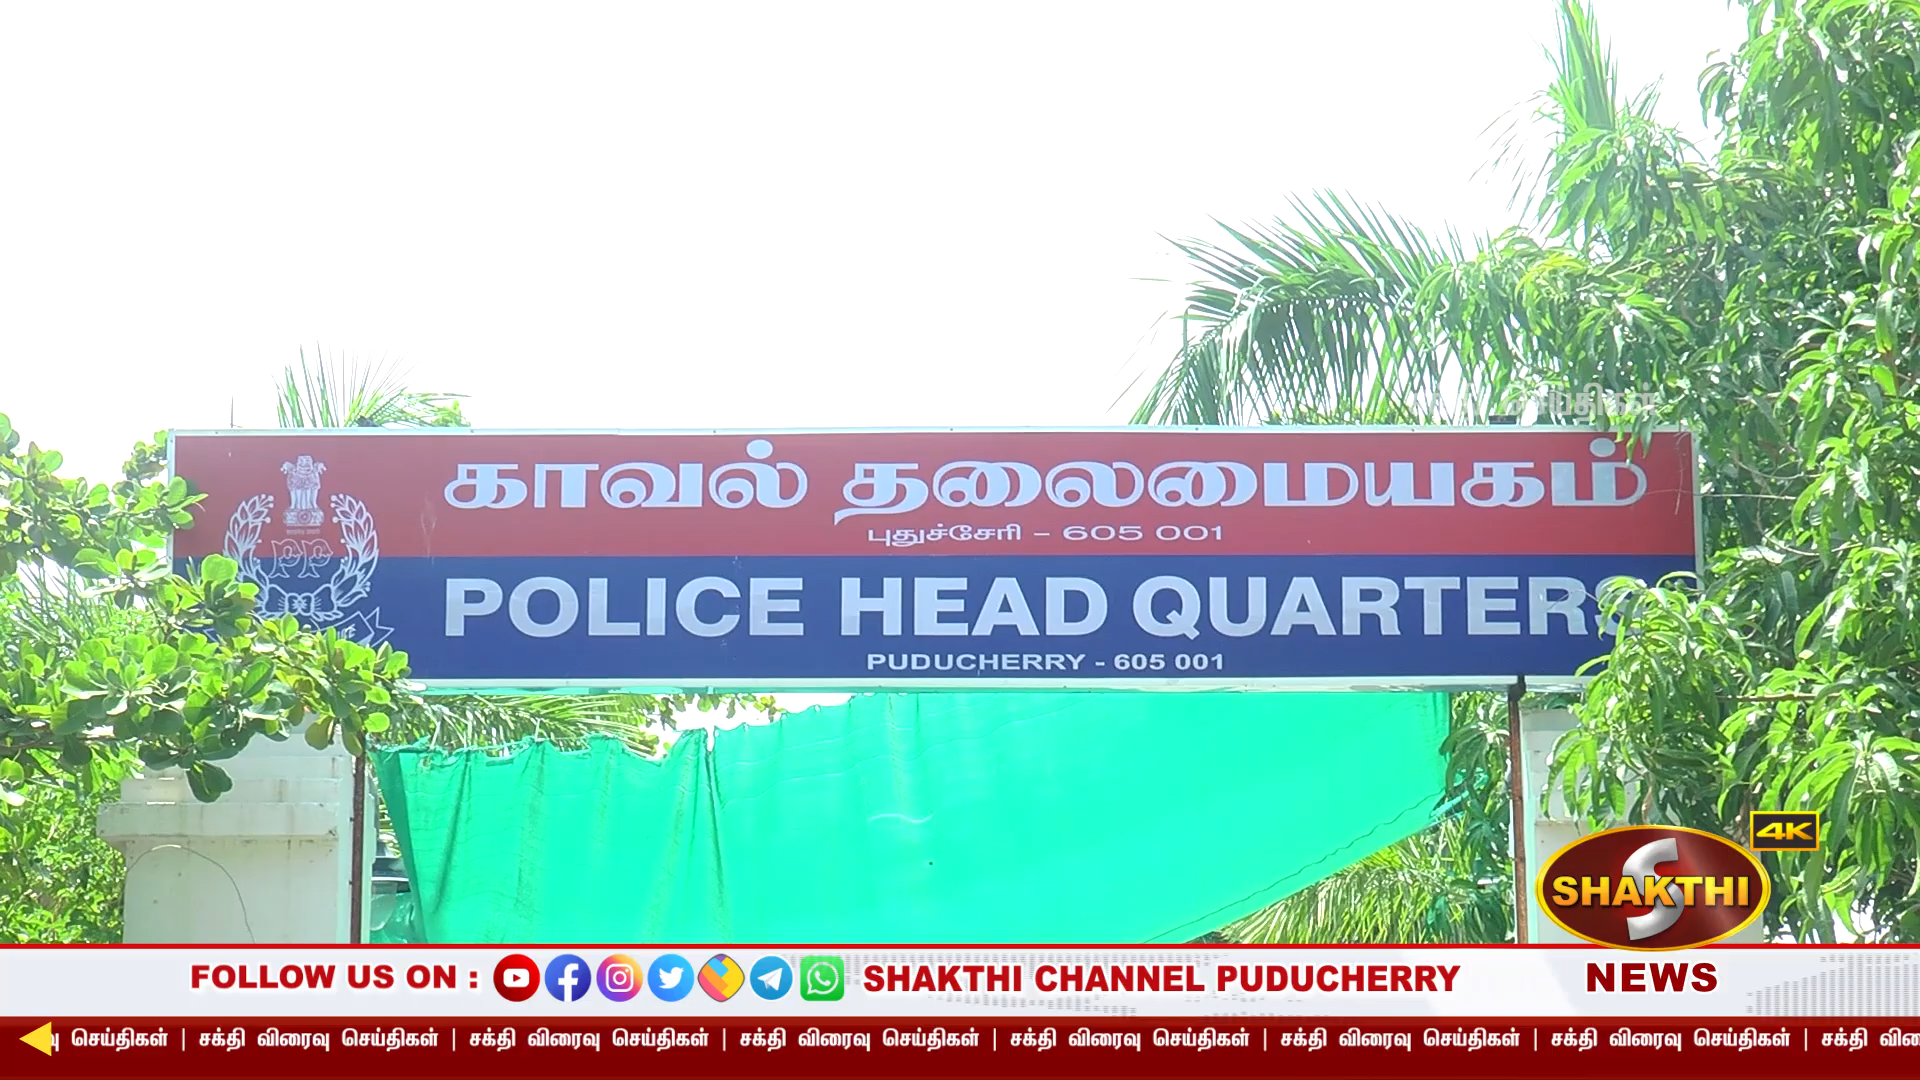 காவல் தலைமையகம்
புதுச்சேரி - 605 001
POLICE HEAD QUARTERS
PUDUCHERRY - 605 001
4K
SHAKTHI
NEWS
FOLLOW US ON : SHAKTHI CHANNEL PUDUCHERRY
செய்திகள் | சக்தி விரைவு செய்திகள் | சக்தி விரைவு செய்திகள் | சக்தி விரைவு செய்திகள் | சக்தி விரைவு செய்திகள் | சக்தி விரைவு செய்திகள் | சக்தி விரைவு செய்திகள் | சக்தி